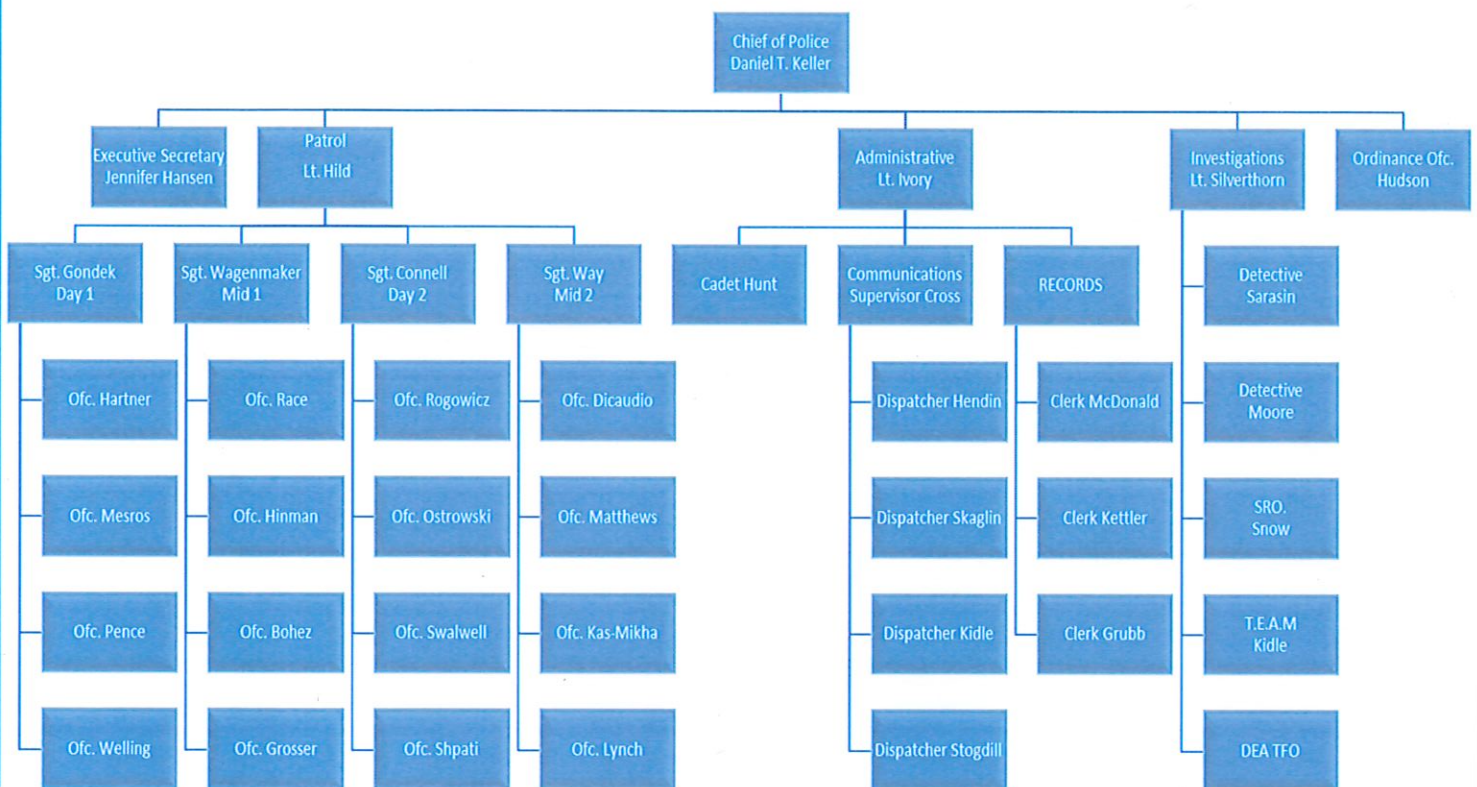 Chief of Police
Daniel T. Keller
Executive Secretary
Jennifer Hansen
Patrol
Lt. Hild
Administrative
Lt. Ivory
Investigations
Lt. Silverthorn
Ordinance Ofc.
Hudson
Sgt. Gondek
Day 1
Sgt. Wagenmaker
Mid 1
Sgt. Connell
Day 2
Sgt. Way
Mid 2
Cadet Hunt
Communications
Supervisor Cross
RECORDS
Detective
Sarasin
Ofc. Hartner
Ofc. Race
Ofc. Rogowicz
Ofc. Dicaudio
Dispatcher Hendin
Clerk McDonald
Detective
Moore
Ofc. Mesros
Ofc. Hinman
Ofc. Ostrowski
Ofc. Matthews
Dispatcher Skaglin
Clerk Kettler
SRO.
Snow
Ofc. Pence
Ofc. Bohez
Ofc. Swalwell
Ofc. Kas-Mikha
Dispatcher Kidle
Clerk Grubb
T.E.A.M
Kidle
Ofc. Welling
Ofc. Grosser
Ofc. Shpati
Ofc. Lynch
Dispatcher Stogdill
DEA TFO